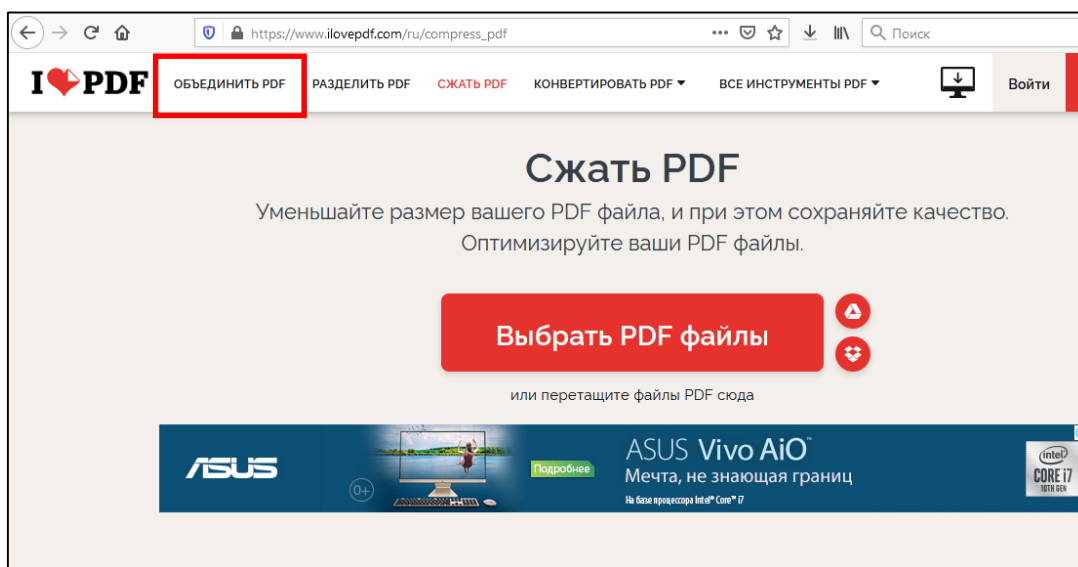 https://www.ilovepdf.com/ru/compress_pdf
Поиск
I PDF
ОБЪЕДИНИТЬ PDF
РАЗДЕЛИТЬ PDF
СЖАТЬ PDF
КОНВЕРТИРОВАТЬ PDF
ВСЕ ИНСТРУМЕНТЫ PDF
Войти
Сжать PDF
Уменьшайте размер вашего PDF файла, и при этом сохраняйте качество.
Оптимизируйте ваши PDF файлы.
Выбрать PDF файлы
или перетащите файлы PDF сюда
ASUS
0+
Подробнее
ASUS Vivo AiO™
Мечта, не знающая границ
На базе процессора Intel® Core™ i7
intel
CORE i7
10TH GEN